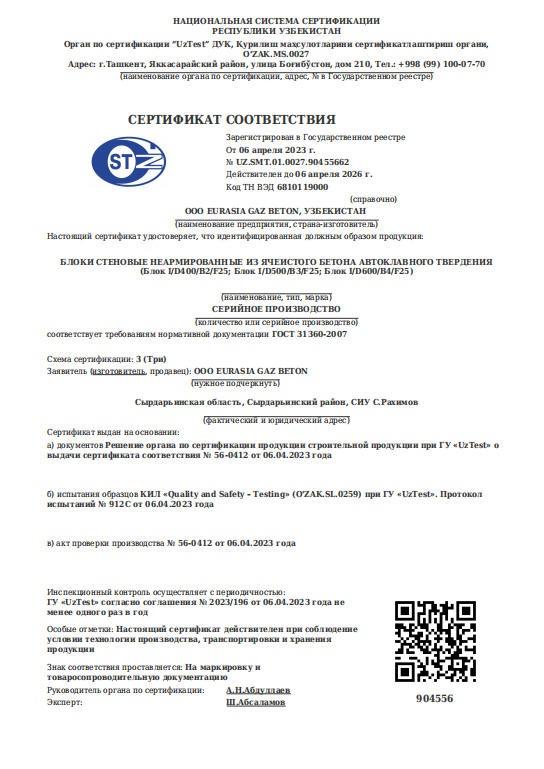 НАЦИОНАЛЬНАЯ СИСТЕМА СЕРТИФИКАЦИИ
РЕСПУБЛИКИ УЗБЕКИСТАН
Орган по сертификации "UzTest" ДУК, Қурилиш маҳсулотларини сертификатлаштириш органи,
O'ZAK.MS.0027
Адрес: г.Ташкент, Яккасарайский район, улица Боғибўстон, дом 210, Тел.: +998 (99) 100-07-70
(наименование органа по сертификации, адрес, № в Государственном реестре)
СЕРТИФИКАТ СООТВЕТСТВИЯ
ST
Зарегистрирован в Государственном реестре
От 06 апреля 2023 г.
№ UZ.SMT.01.0027.90455662
Действителен до 06 апреля 2026 г.
Код ТН ВЭД 6810119000
(справочно)
ООО EURASIA GAZ BETON, УЗБЕКИСТАН
(наименование предприятия, страна-изготовитель)
Настоящий сертификат удостоверяет, что идентифицированная должным образом продукция:
БЛОКИ СТЕНОВЫЕ НЕАРМИРОВАННЫЕ ИЗ ЯЧЕИСТОГО БЕТОНА АВТОКЛАВНОГО ТВЕРДЕНИЯ
(Блок I/D400/B2/F25; Блок I/D500/B3/F25; Блок I/D600/B4/F25)
(наименование, тип, марка)
СЕРИЙНОЕ ПРОИЗВОДСТВО
(количество или серийное производство)
соответствует требованиям нормативной документации ГОСТ 31360-2007
Схема сертификации: 3 (Три)
Заявитель (изготовитель, продавец): ООО EURASIA GAZ BETON
(нужное подчеркнуть)
Сырдарьинская область, Сырдарьинский район, СИУ С.Рахимов
(фактический и юридический адрес)
Сертификат выдан на основании:
а) документов Решение органа по сертификации продукции строительной продукции при ГУ «UzTest» о
выдачи сертификата соответствия № 56-0412 от 06.04.2023 года
б) испытания образцов КИЛ «Quality and Safety – Testing» (O'ZAK.SL.0259) при ГУ «UzTest». Протокол
испытаний № 912С от 06.04.2023 года
в) акт проверки производства № 56-0412 от 06.04.2023 года
Инспекционный контроль осуществляется с периодичностью:
ГУ «UzTest» согласно соглашения № 2023/196 от 06.04.2023 года не
менее одного раз в год
Особые отметки: Настоящий сертификат действителен при соблюдение
условии технологии производства, транспортировки и хранения
продукции
Знак соответствия проставляется: На маркировку и
товаросопроводительную документацию
Руководитель органа по сертификации: А.Н.Абдуллаев
Эксперт: Ш.Абсаламов
904556